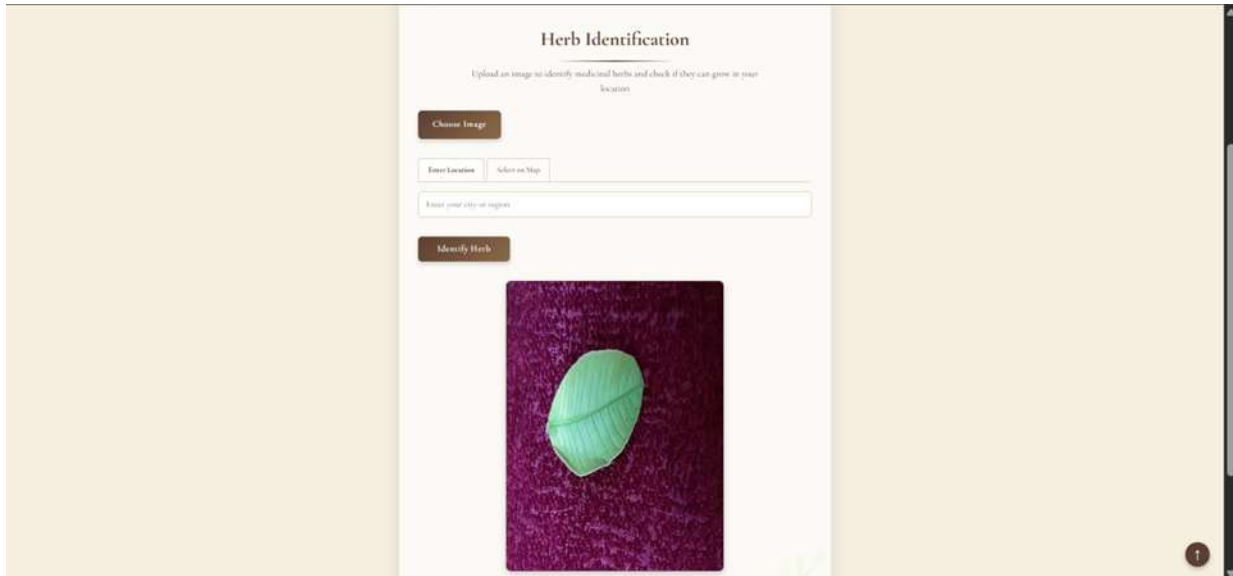 Herb Identification
Upload an image to identify medicinal herbs and check if they can grow in your
location
Choose Image
Enter Location
Select on Map
Enter your city or region
Identify Herb
↑